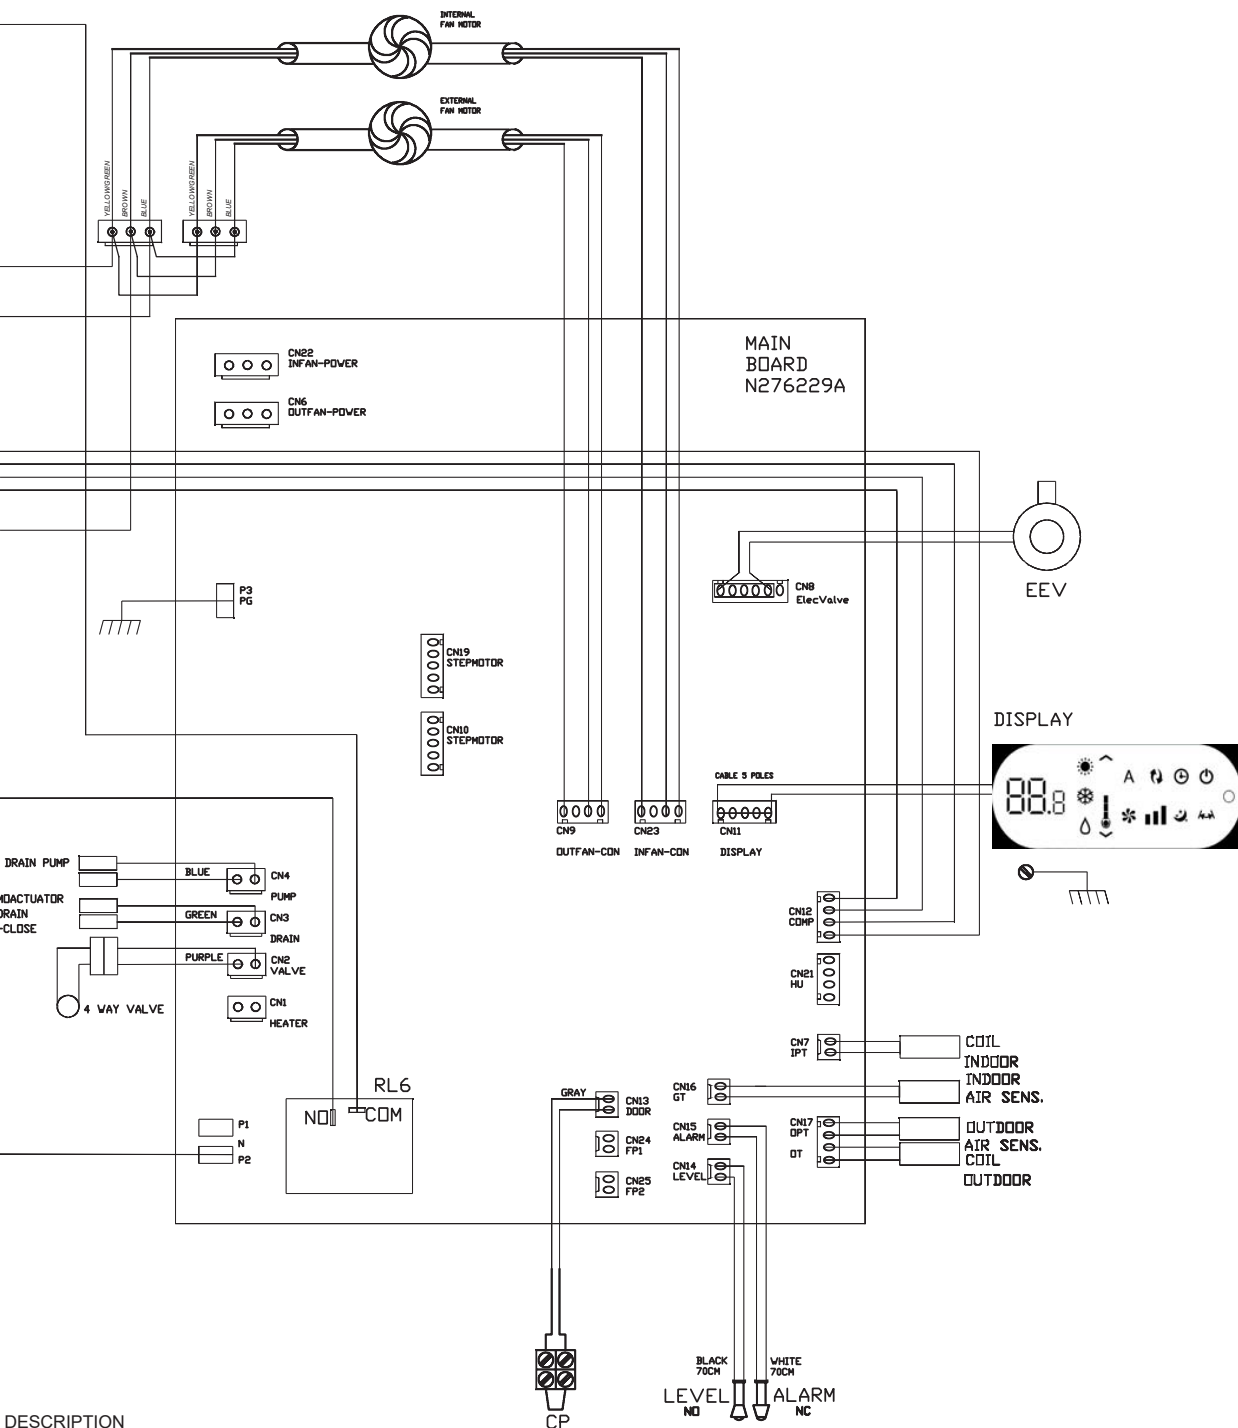 INTERNAL
FAN MOTOR
EXTERNAL
FAN MOTOR
YELLOW/GREEN
BROWN
BLUE
YELLOW/GREEN
BROWN
BLUE
MAIN
BOARD
N276229A
CN22
INFAN-POWER
CN6
OUTFAN-POWER
CN8
ElecValve
EEV
P3
PG
CN19
STEPMOTOR
CN10
STEPMOTOR
DISPLAY
88.8
A
CABLE 5 POLES
CN9
OUTFAN-CON
CN23
INFAN-CON
CN11
DISPLAY
DRAIN PUMP
BLUE
CN4
PUMP
MOACTUATOR
DRAIN
-CLOSE
GREEN
CN3
DRAIN
PURPLE
CN2
VALVE
4 WAY VALVE
CN1
HEATER
CN12
COMP
CN21
HU
CN7
IPT
COIL
INDOOR
INDOOR
AIR SENS.
CN16
GT
CN17
OPT
OT
OUTDOOR
AIR SENS.
COIL
OUTDOOR
RL6
NO
COM
P1
N
P2
GRAY
CN13
DOOR
CN24
FP1
CN25
FP2
CN15
ALARM
CN14
LEVEL
BLACK
70CM
WHITE
70CM
LEVEL
NO
ALARM
NC
CP
DESCRIPTION